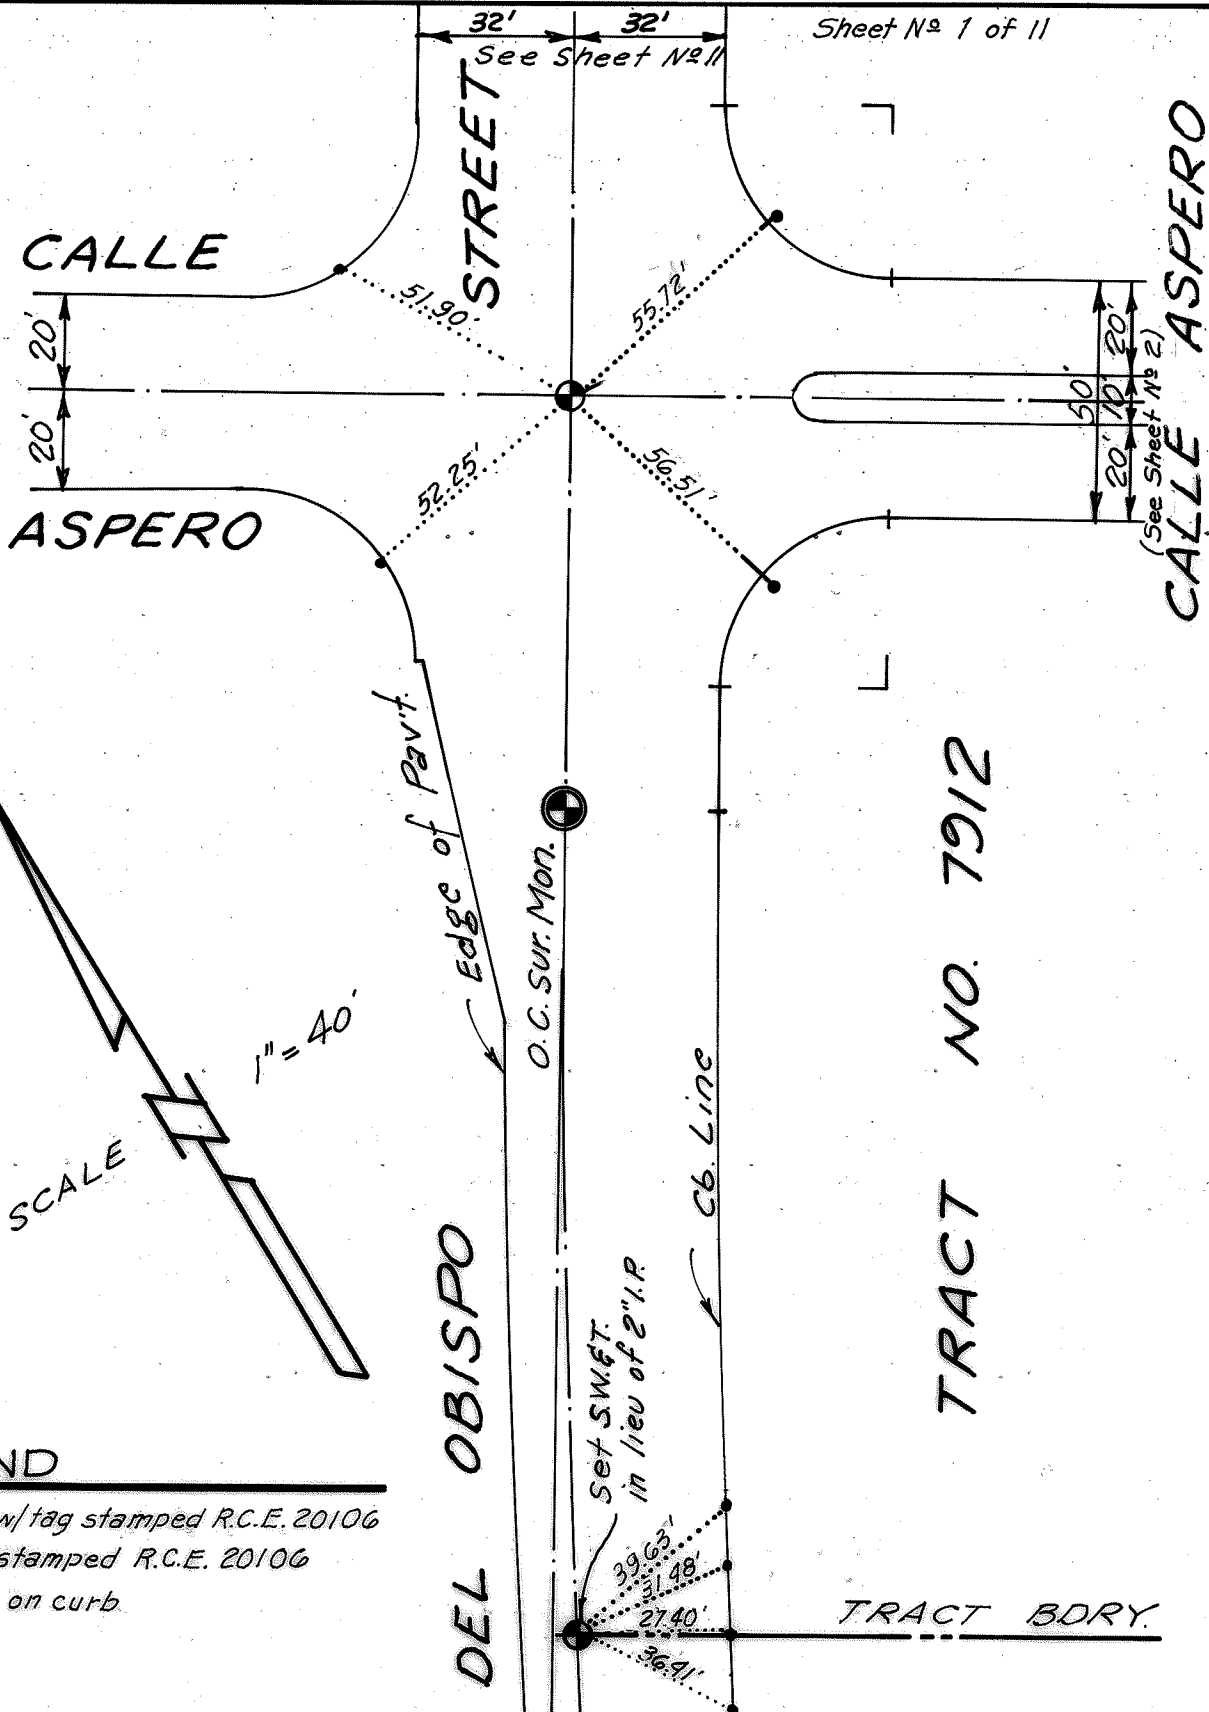 32'
32'
Sheet Nº 1 of 11
See Sheet Nº 11
STREET
CALLE
ASPERO
20'
20'
51.90'
55.72'
52.25'
56.51'
50'
20'
10'
20'
(See Sheet Nº 2)
CALLE ASPERO
Edge of Pav't.
O.C. Sur. Mon.
TRACT NO. 7912
SCALE 1" = 40'
Cb. Line
DEL OBISPO
Set S.W.&T.
in lieu of 2" I.P.
39.63'
31.48'
27.40'
36.41'
TRACT BDRY.
ND
w/ tag stamped R.C.E. 20106
stamped R.C.E. 20106
on curb